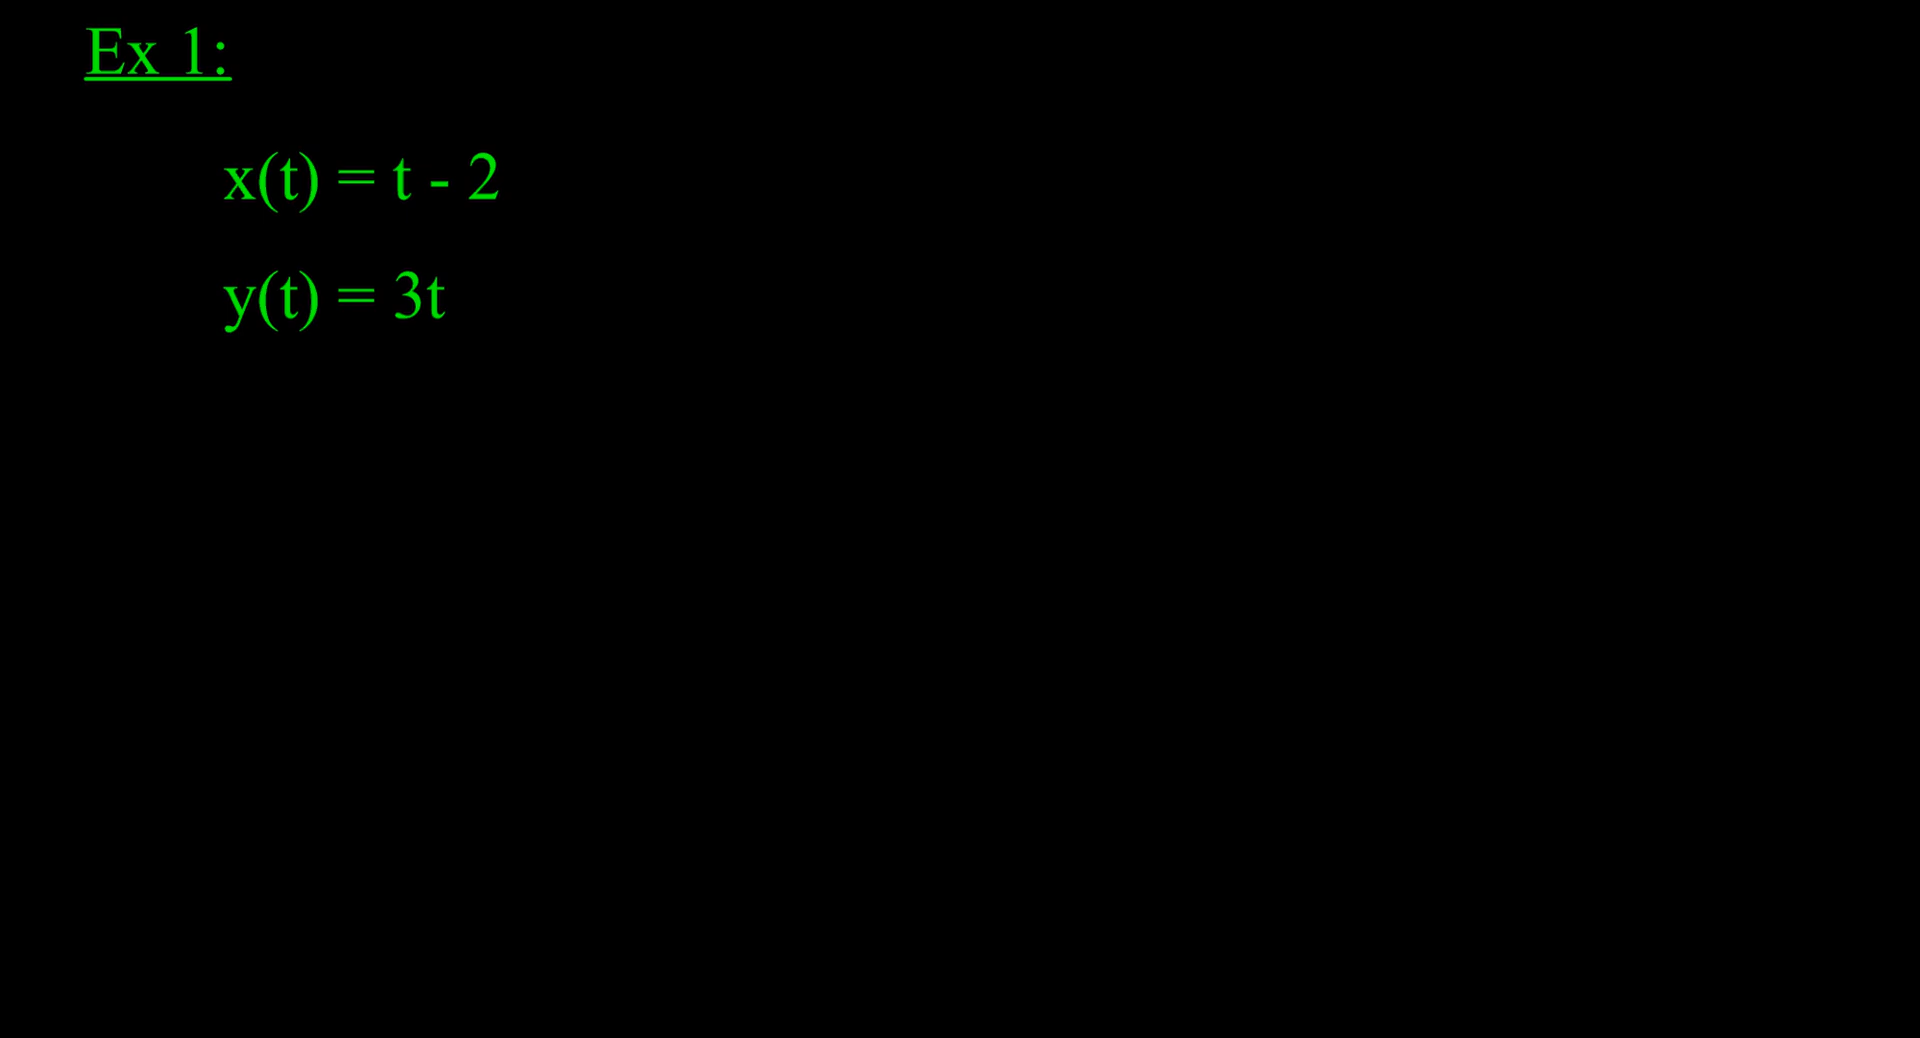 Ex 1:
x(t) = t - 2
y(t) = 3t